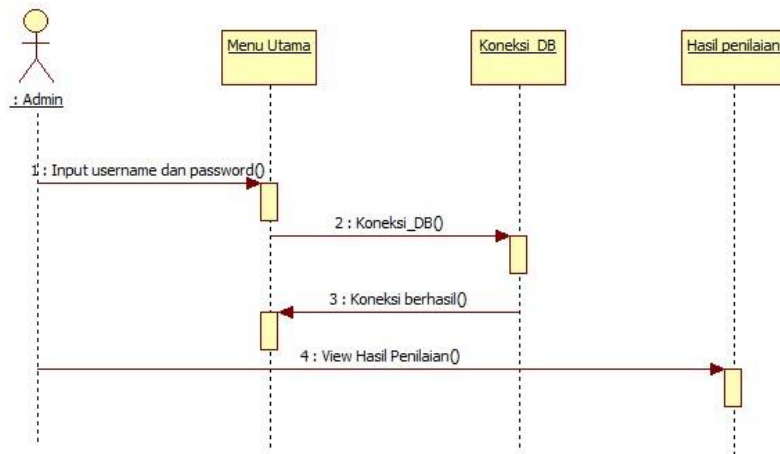 Menu Utama
Koneksi_DB
Hasil penilaian
: Admin
1 : Input username dan password()
2 : Koneksi_DB()
3 : Koneksi berhasil()
4 : View Hasil Penilaian()